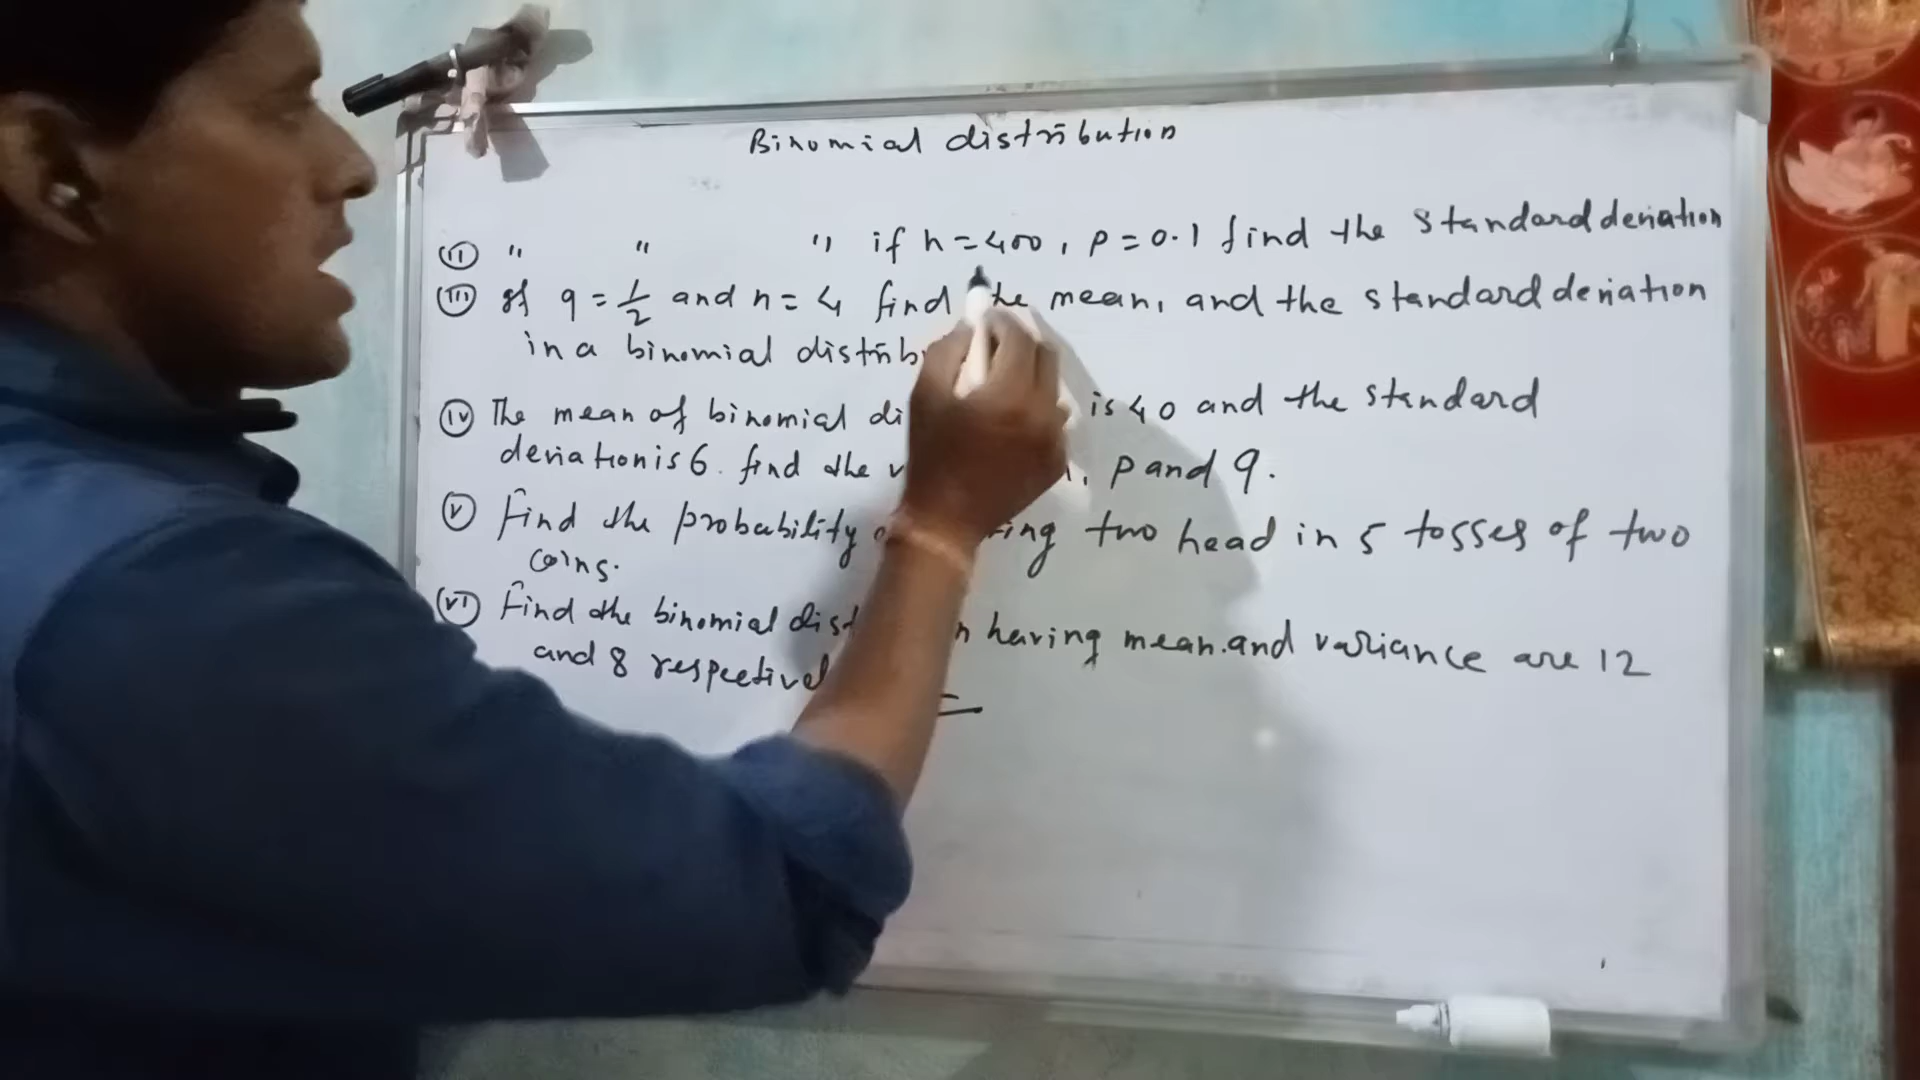 Binomial distribution
(ii) " " " if n = 400, p = 0.1 find the standard deviation
(iii) If q = 1/2 and n = 4 find the mean, and the standard deviation
in a binomial distrib
(iv) The mean of binomial di is 40 and the standard
deviation is 6. find the v , p and q.
(v) Find the probability two head in 5 tosses of two
coins.
(vi) Find the binomial dist having mean.and variance are 12
and 8 respectivel